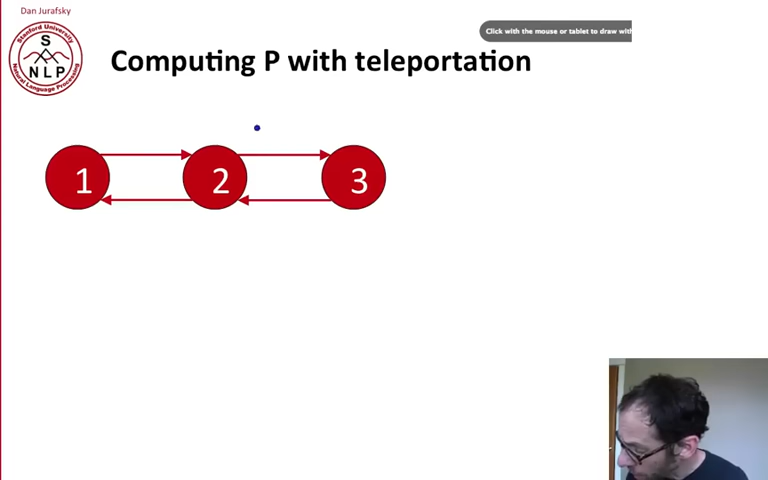 Dan Jurafsky
Click with the mouse or tablet to draw with
Stanford University
S
NLP
Natural Language Processing
Computing P with teleportation
1 2 3